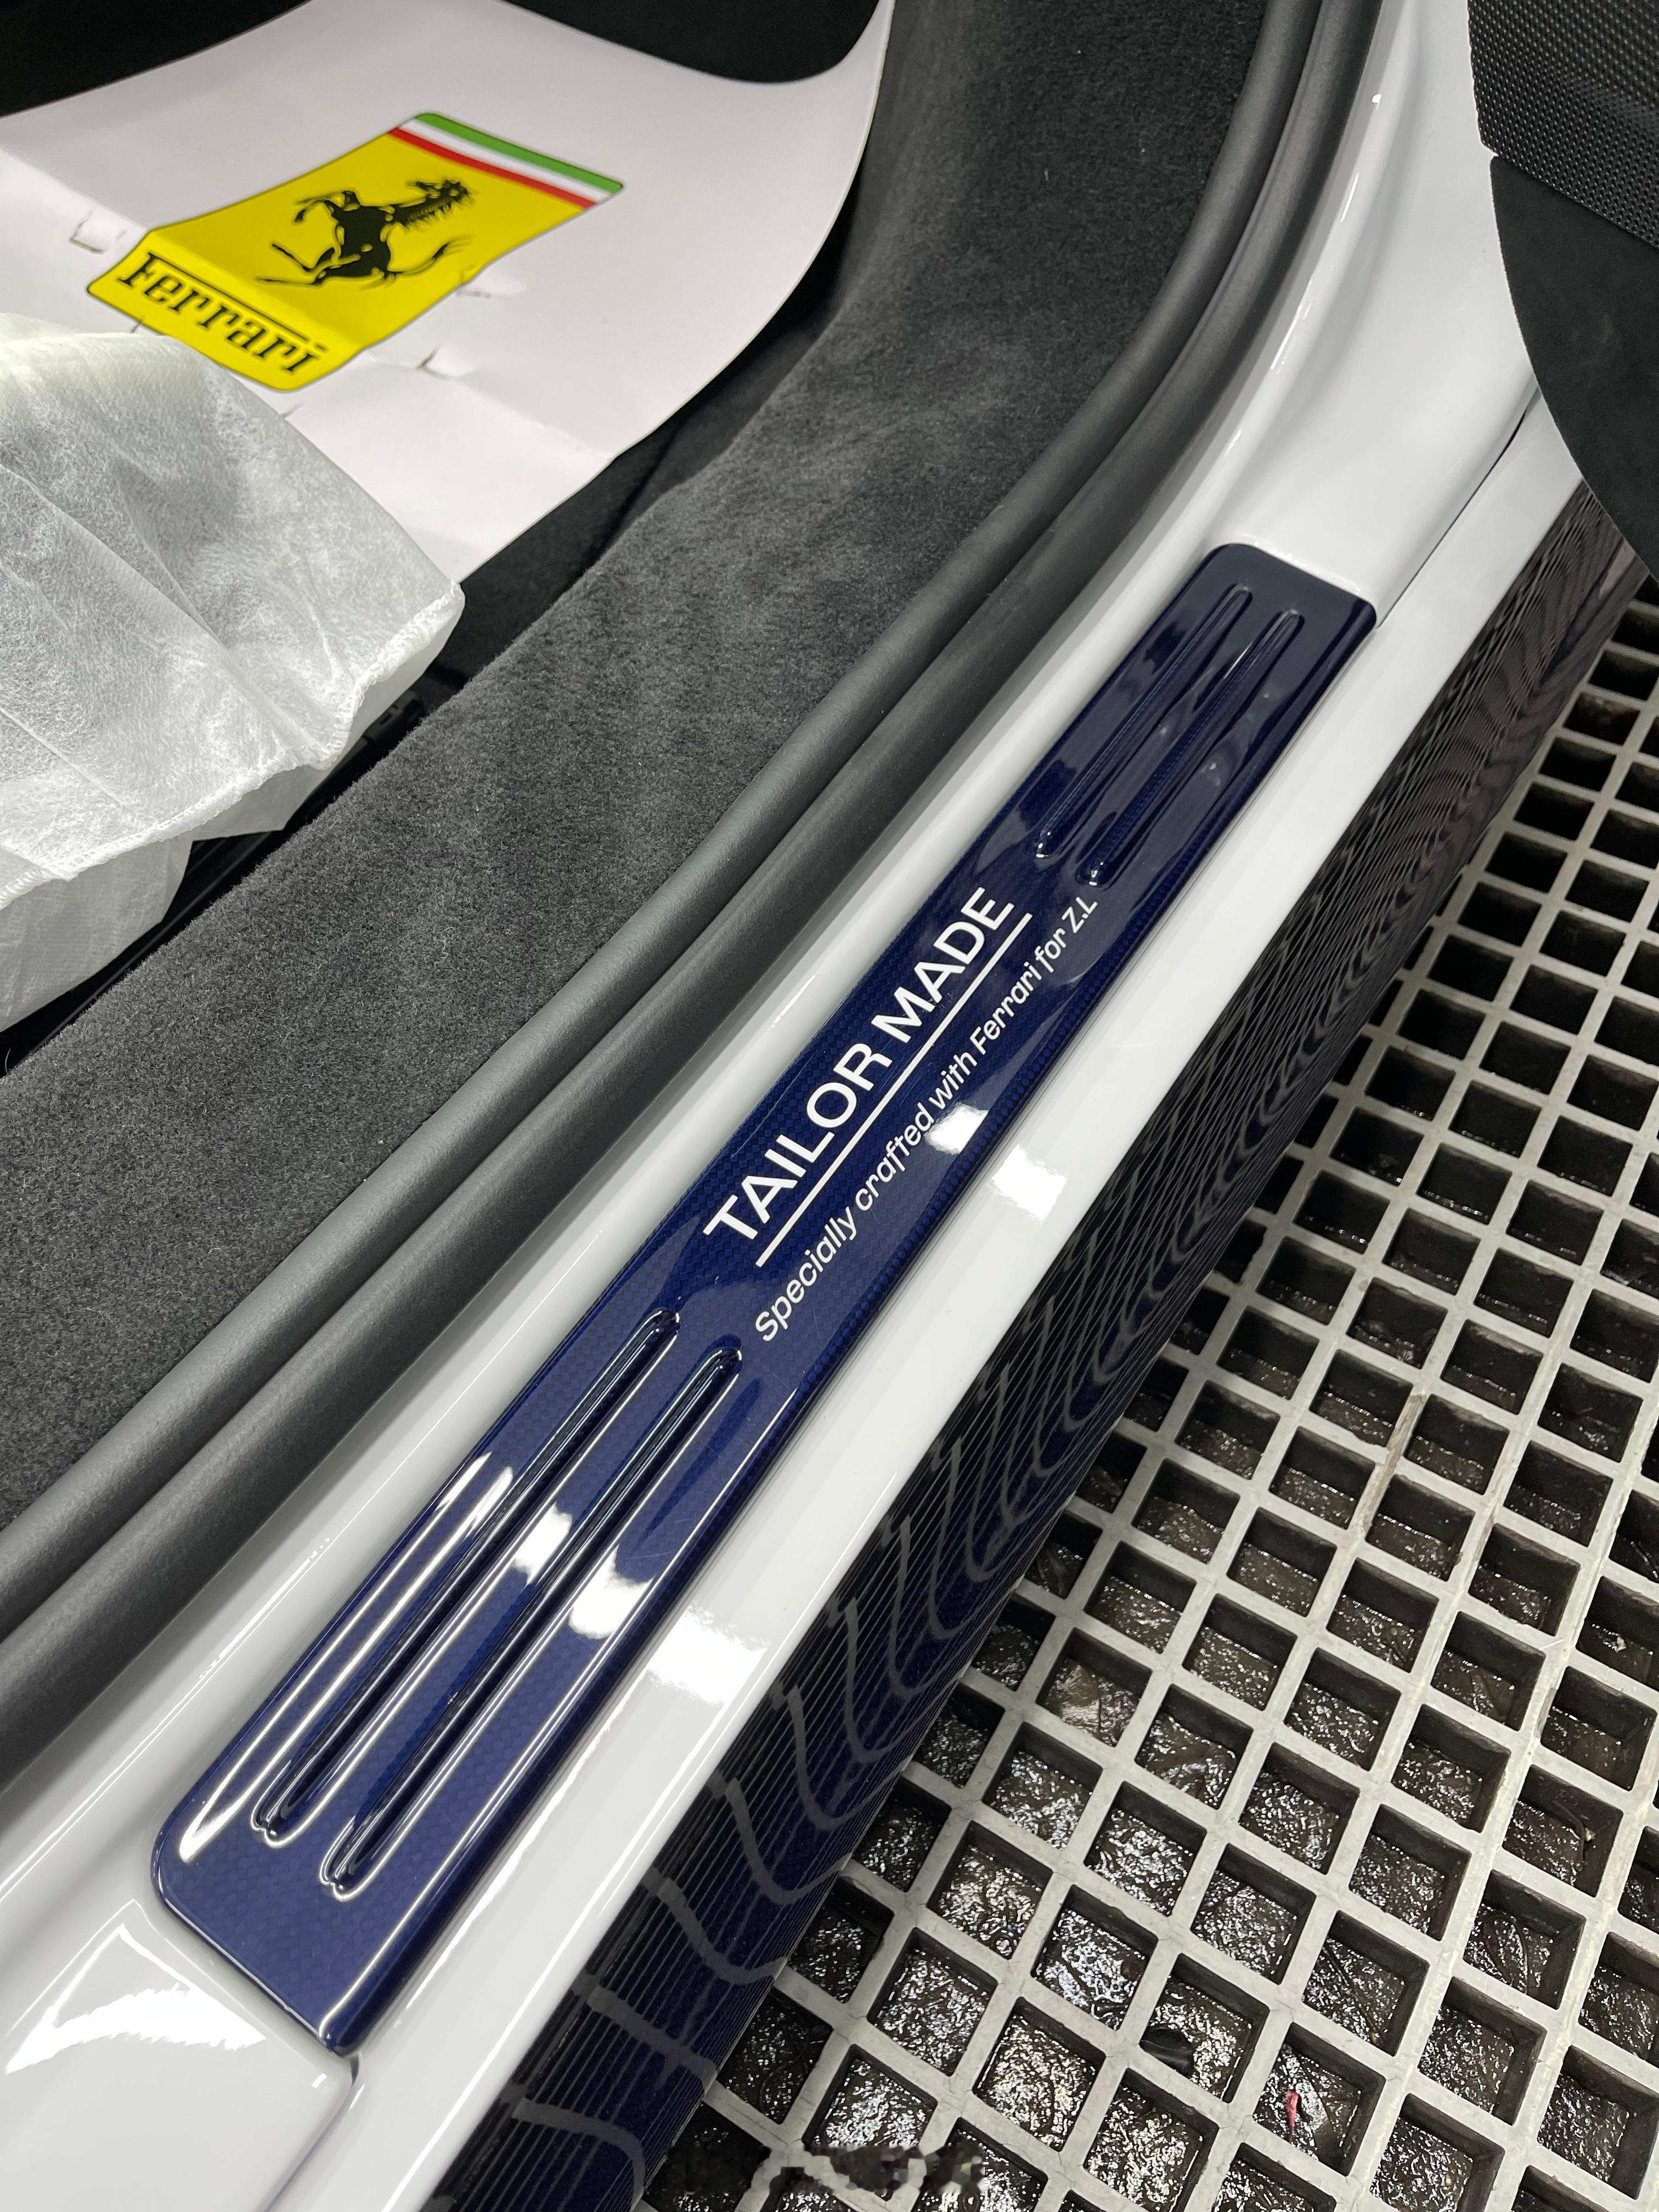 Ferrari
TAILOR MADE
Specially crafted with Ferrari for Z.L